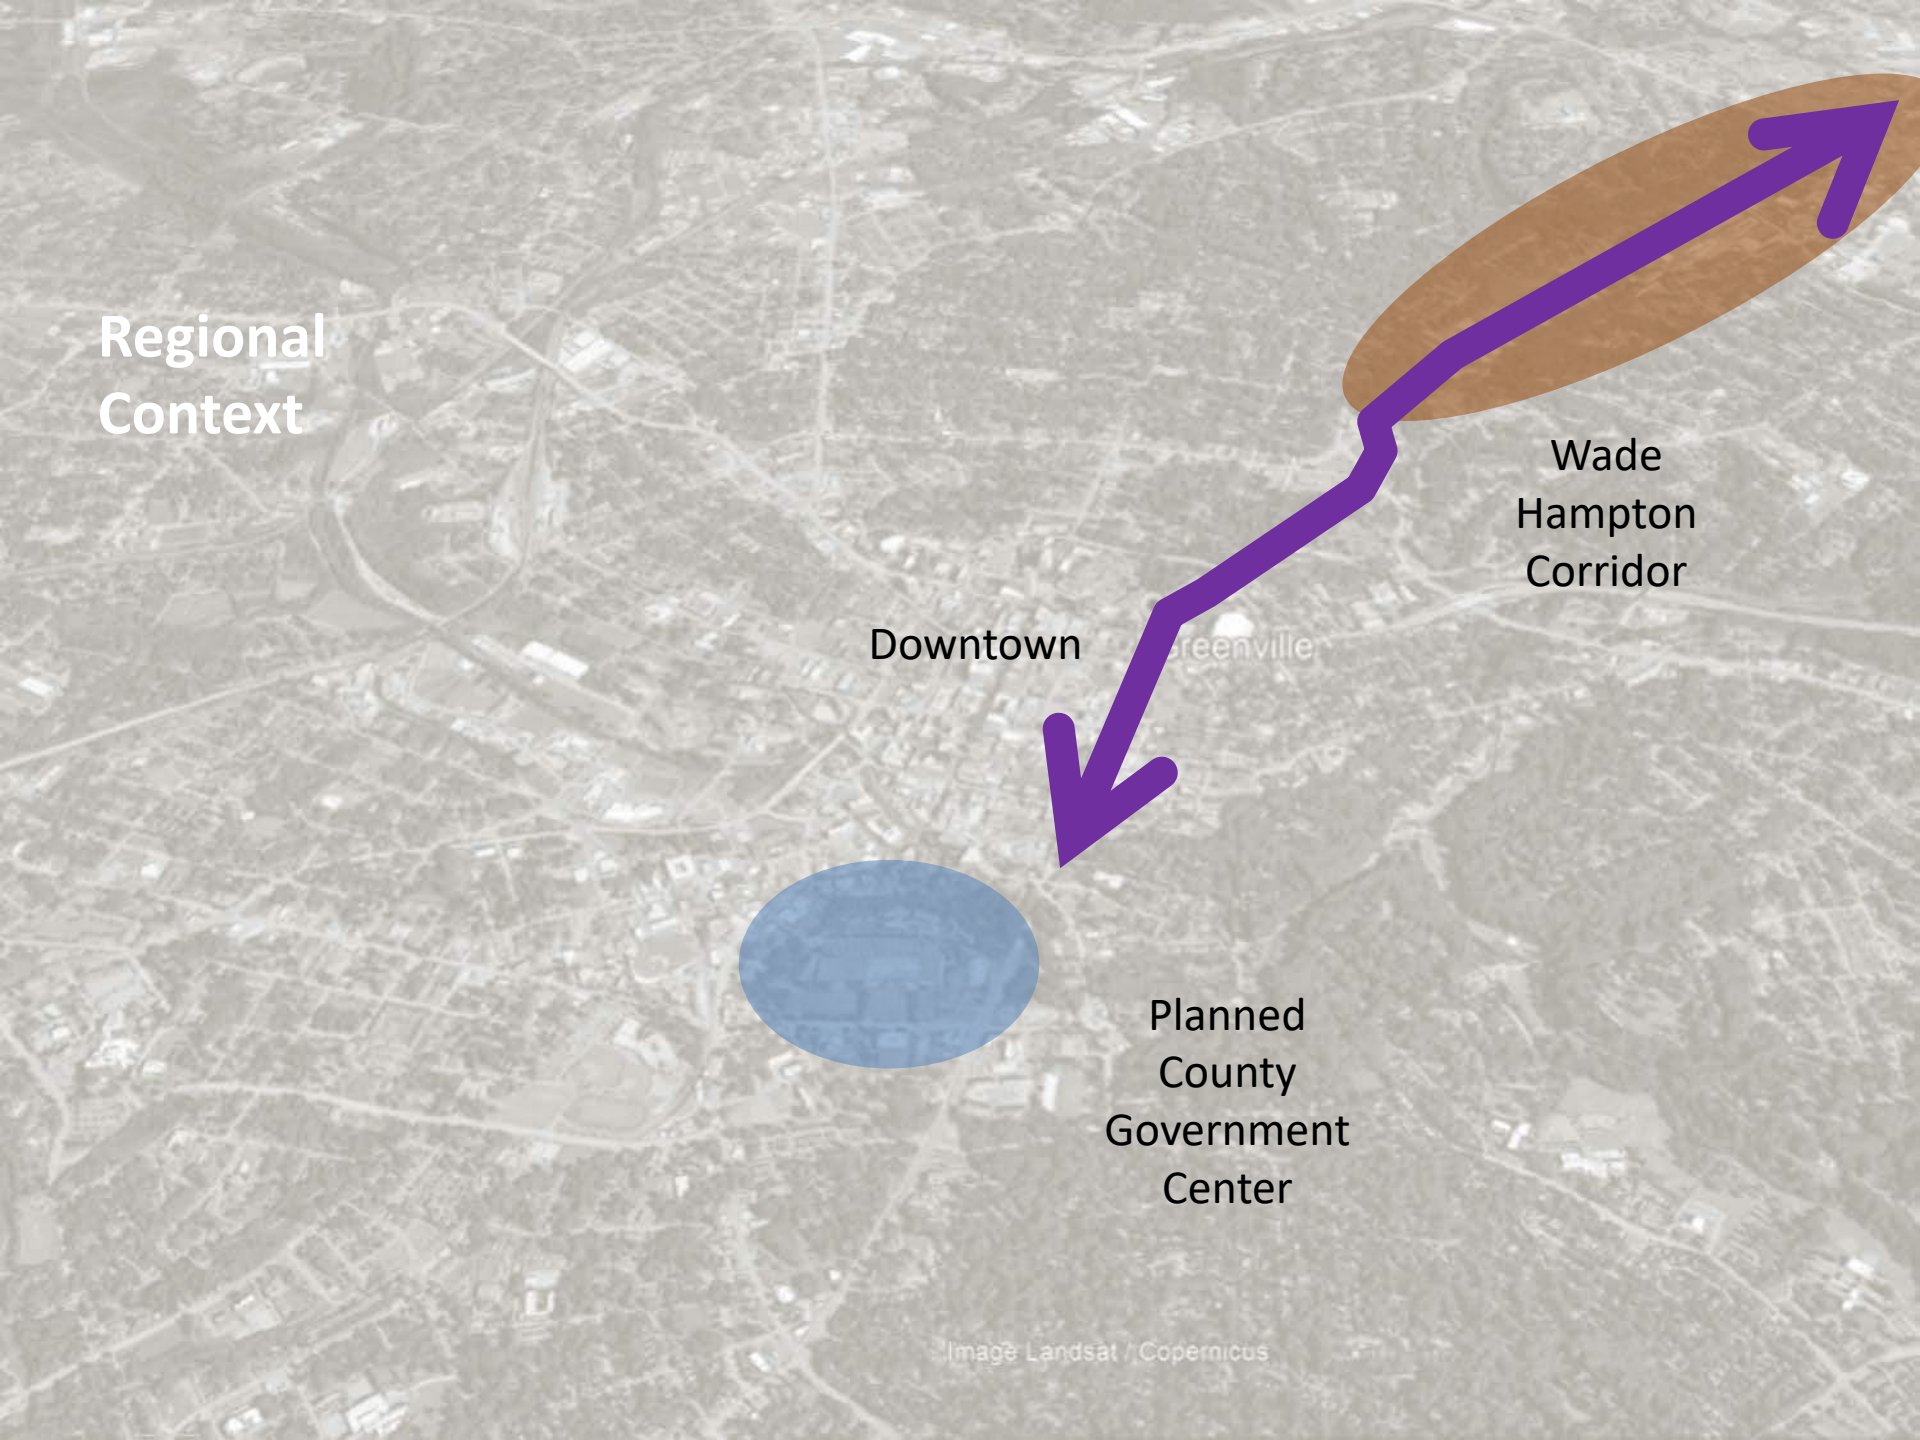 Regional
Context
Wade
Hampton
Corridor
Downtown
Greenville
Planned
County
Government
Center
Image Landsat / Copernicus